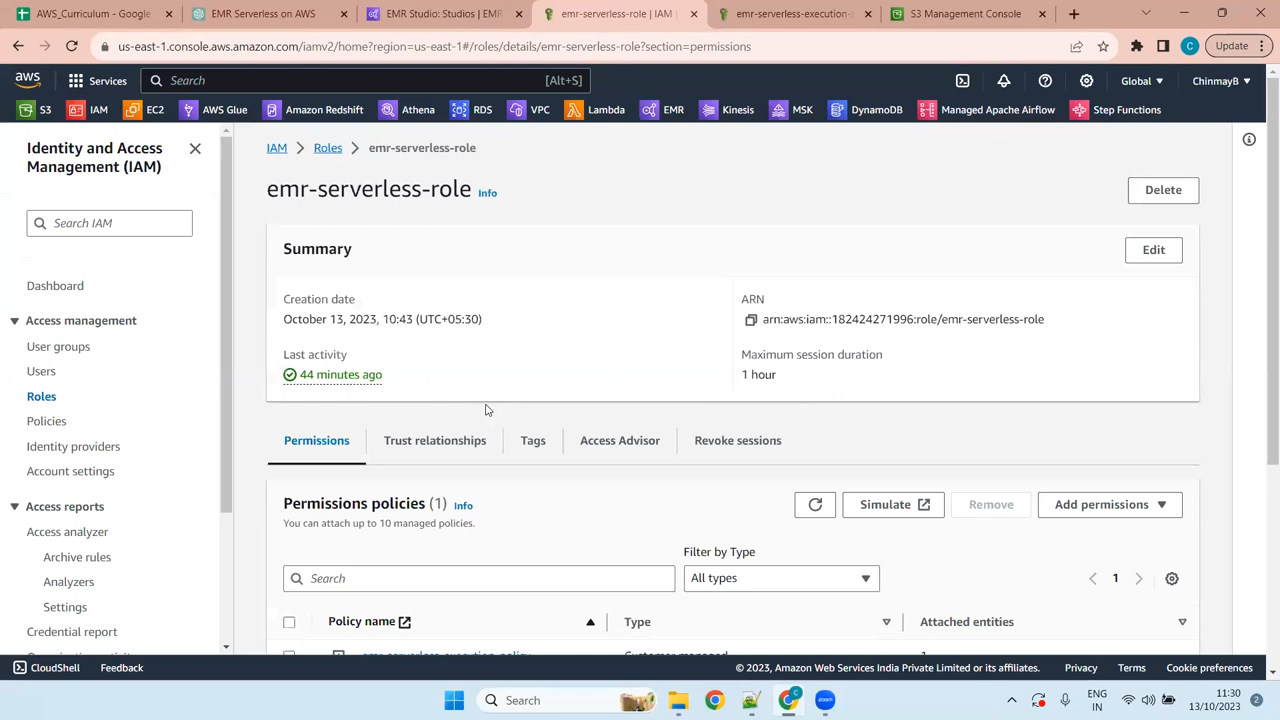 AWS_Curriculum - Google
EMR Serverless on AWS
EMR Studio: Studios | EMR
emr-serverless-role | IAM |
emr-serverless-execution-
S3 Management Console
us-east-1.console.aws.amazon.com/iamv2/home?region=us-east-1#/roles/details/emr-serverless-role?section=permissions
C
Update
aws
Services
Search
[Alt+S]
Global
ChinmayB
S3
IAM
EC2
AWS Glue
Amazon Redshift
Athena
RDS
VPC
Lambda
EMR
Kinesis
MSK
DynamoDB
Managed Apache Airflow
Step Functions
Identity and Access
Management (IAM)
Search IAM
Dashboard
Access management
User groups
Users
Roles
Policies
Identity providers
Account settings
Access reports
Access analyzer
Archive rules
Analyzers
Settings
Credential report
IAM > Roles > emr-serverless-role
emr-serverless-role Info
Delete
Summary
Edit
Creation date
October 13, 2023, 10:43 (UTC+05:30)
ARN
arn:aws:iam::182424271996:role/emr-serverless-role
Last activity
44 minutes ago
Maximum session duration
1 hour
Permissions
Trust relationships
Tags
Access Advisor
Revoke sessions
Permissions policies (1) Info
You can attach up to 10 managed policies.
Simulate
Remove
Add permissions
Filter by Type
Search
All types
1
Policy name
Type
Attached entities
emr-serverless-execution-policy
Customer managed
1
CloudShell
Feedback
© 2023, Amazon Web Services India Private Limited or its affiliates.
Privacy
Terms
Cookie preferences
Search
ENG
IN
11:30
13/10/2023
2